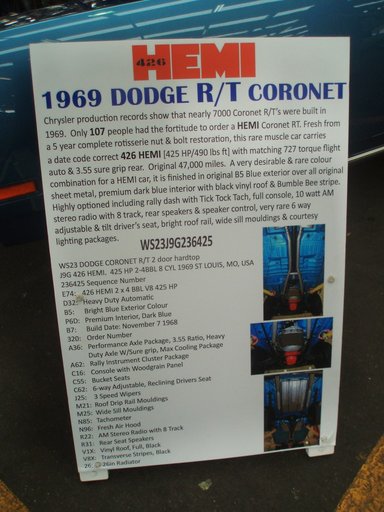 HEMI
426
1969 DODGE R/T CORONET
Chrysler production records show that nearly 7000 Coronet R/T's were built in
1969. Only 107 people had the fortitude to order a HEMI Coronet RT. Fresh from
a 5 year complete rotisserie nut & bolt restoration, this rare muscle car carries
a date code correct 426 HEMI [425 HP/490 lbs ft] with matching 727 torque flight
auto & 3.55 sure grip rear. Original 47,000 miles. A very desirable & rare colour
combination for a HEMI car, it is finished in original B5 Blue exterior over all original
sheet metal, premium dark blue interior with black vinyl roof & Bumble Bee stripe.
Highly optioned including rally dash with Tick Tock Tach, full console, 10 watt AM
stereo radio with 8 track, rear speakers & speaker control, very rare 6 way
adjustable & tilt driver's seat, bright roof rail, wide sill mouldings & courtesy
lighting packages.
WS23J9G236425
WS23 DODGE CORONET R/T 2 door hardtop
J9G 426 HEMI. 425 HP 2-4BBL 8 CYL 1969 ST LOUIS, MO, USA
236425 Sequence Number
E74: 426 HEMI 2 x 4 BBL V8 425 HP
D32: Heavy Duty Automatic
B5: Bright Blue Exterior Colour
P6D: Premium Interior, Dark Blue
B7: Build Date: November 7 1968
320: Order Number
A36: Performance Axle Package, 3.55 Ratio, Heavy
Duty Axle W/Sure grip, Max Cooling Package
A62: Rally Instrument Cluster Package
C16: Console with Woodgrain Panel
C55: Bucket Seats
C62: 6-way Adjustable, Reclining Drivers Seat
J25: 3 Speed Wipers
M21: Roof Drip Rail Mouldings
M25: Wide Sill Mouldings
N85: Tachometer
N96: Fresh Air Hood
R22: AM Stereo Radio with 8 Track
R31: Rear Seat Speakers
V1X: Vinyl Roof, Full, Black
V8X: Transverse Stripes, Black
26: 26in Radiator